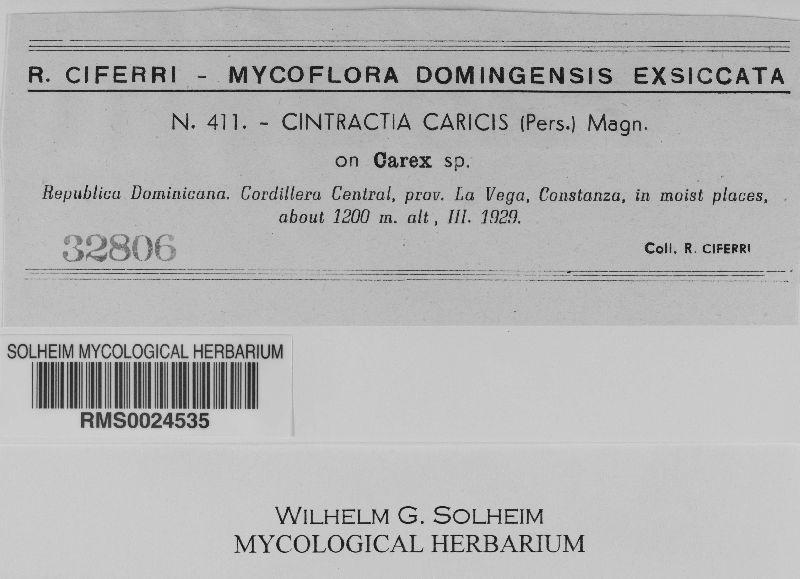 R. CIFERRI - MYCOFLORA DOMINGENSIS EXSICCATA
N. 411. - CINTRACTIA CARICIS (Pers.) Magn.
on Carex sp.
Republica Dominicana. Cordillera Central, prov. La Vega, Constanza, in moist places,
about 1200 m. alt, III. 1929.
32806
Coll. R. CIFERRI
SOLHEIM MYCOLOGICAL HERBARIUM
RMS0024535
WILHELM G. SOLHEIM
MYCOLOGICAL HERBARIUM